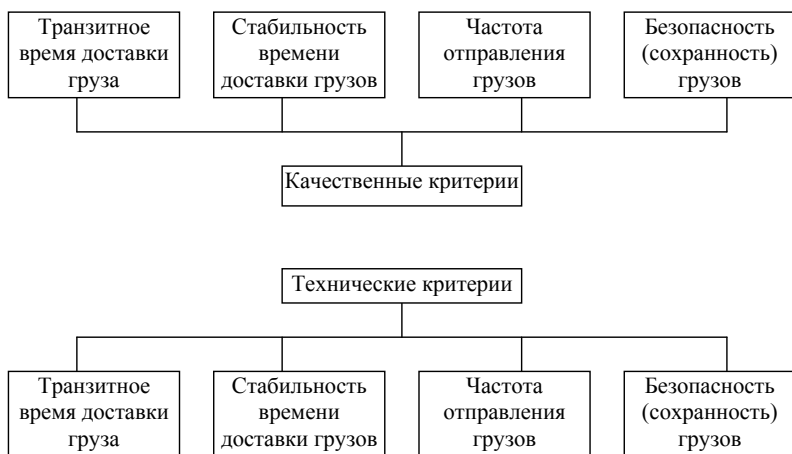 Транзитное
время доставки
груза
Стабильность
времени
доставки грузов
Частота
отправления
грузов
Безопасность
(сохранность)
грузов
Качественные критерии
Технические критерии
Транзитное
время доставки
груза
Стабильность
времени
доставки грузов
Частота
отправления
грузов
Безопасность
(сохранность)
грузов